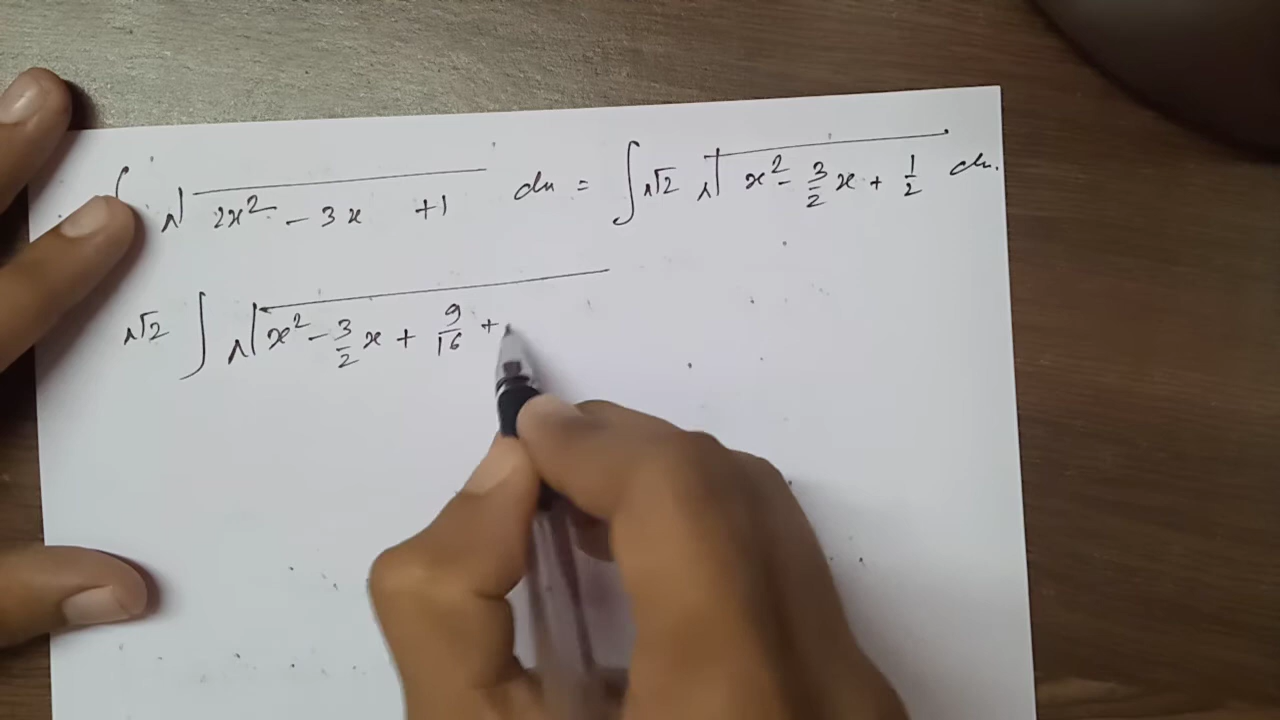 ∫ √(2x² - 3x + 1) dx = ∫ √2 √(x² - 3/2 x + 1/2) dx.
√2 ∫ √(x² - 3/2 x + 9/16 +